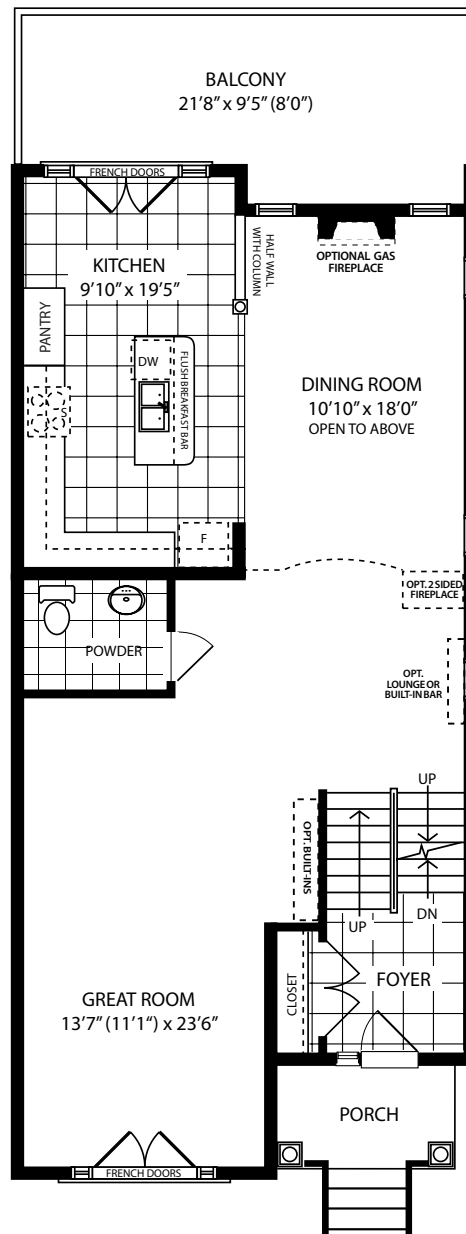 BALCONY
21'8" x 9'5" (8'0")
FRENCH DOORS
HALF WALL
WITH COLUMN
OPTIONAL GAS
FIREPLACE
KITCHEN
9'10" x 19'5"
PANTRY
DW
FLUSH BREAKFAST BAR
S
DINING ROOM
10'10" x 18'0"
OPEN TO ABOVE
F
OPT. 2 SIDED
FIREPLACE
POWDER
OPT.
LOUNGE OR
BUILT-IN BAR
UP
OPT. BUILT-INS
UP
DN
CLOSET
FOYER
GREAT ROOM
13'7" (11'1") x 23'6"
PORCH
FRENCH DOORS